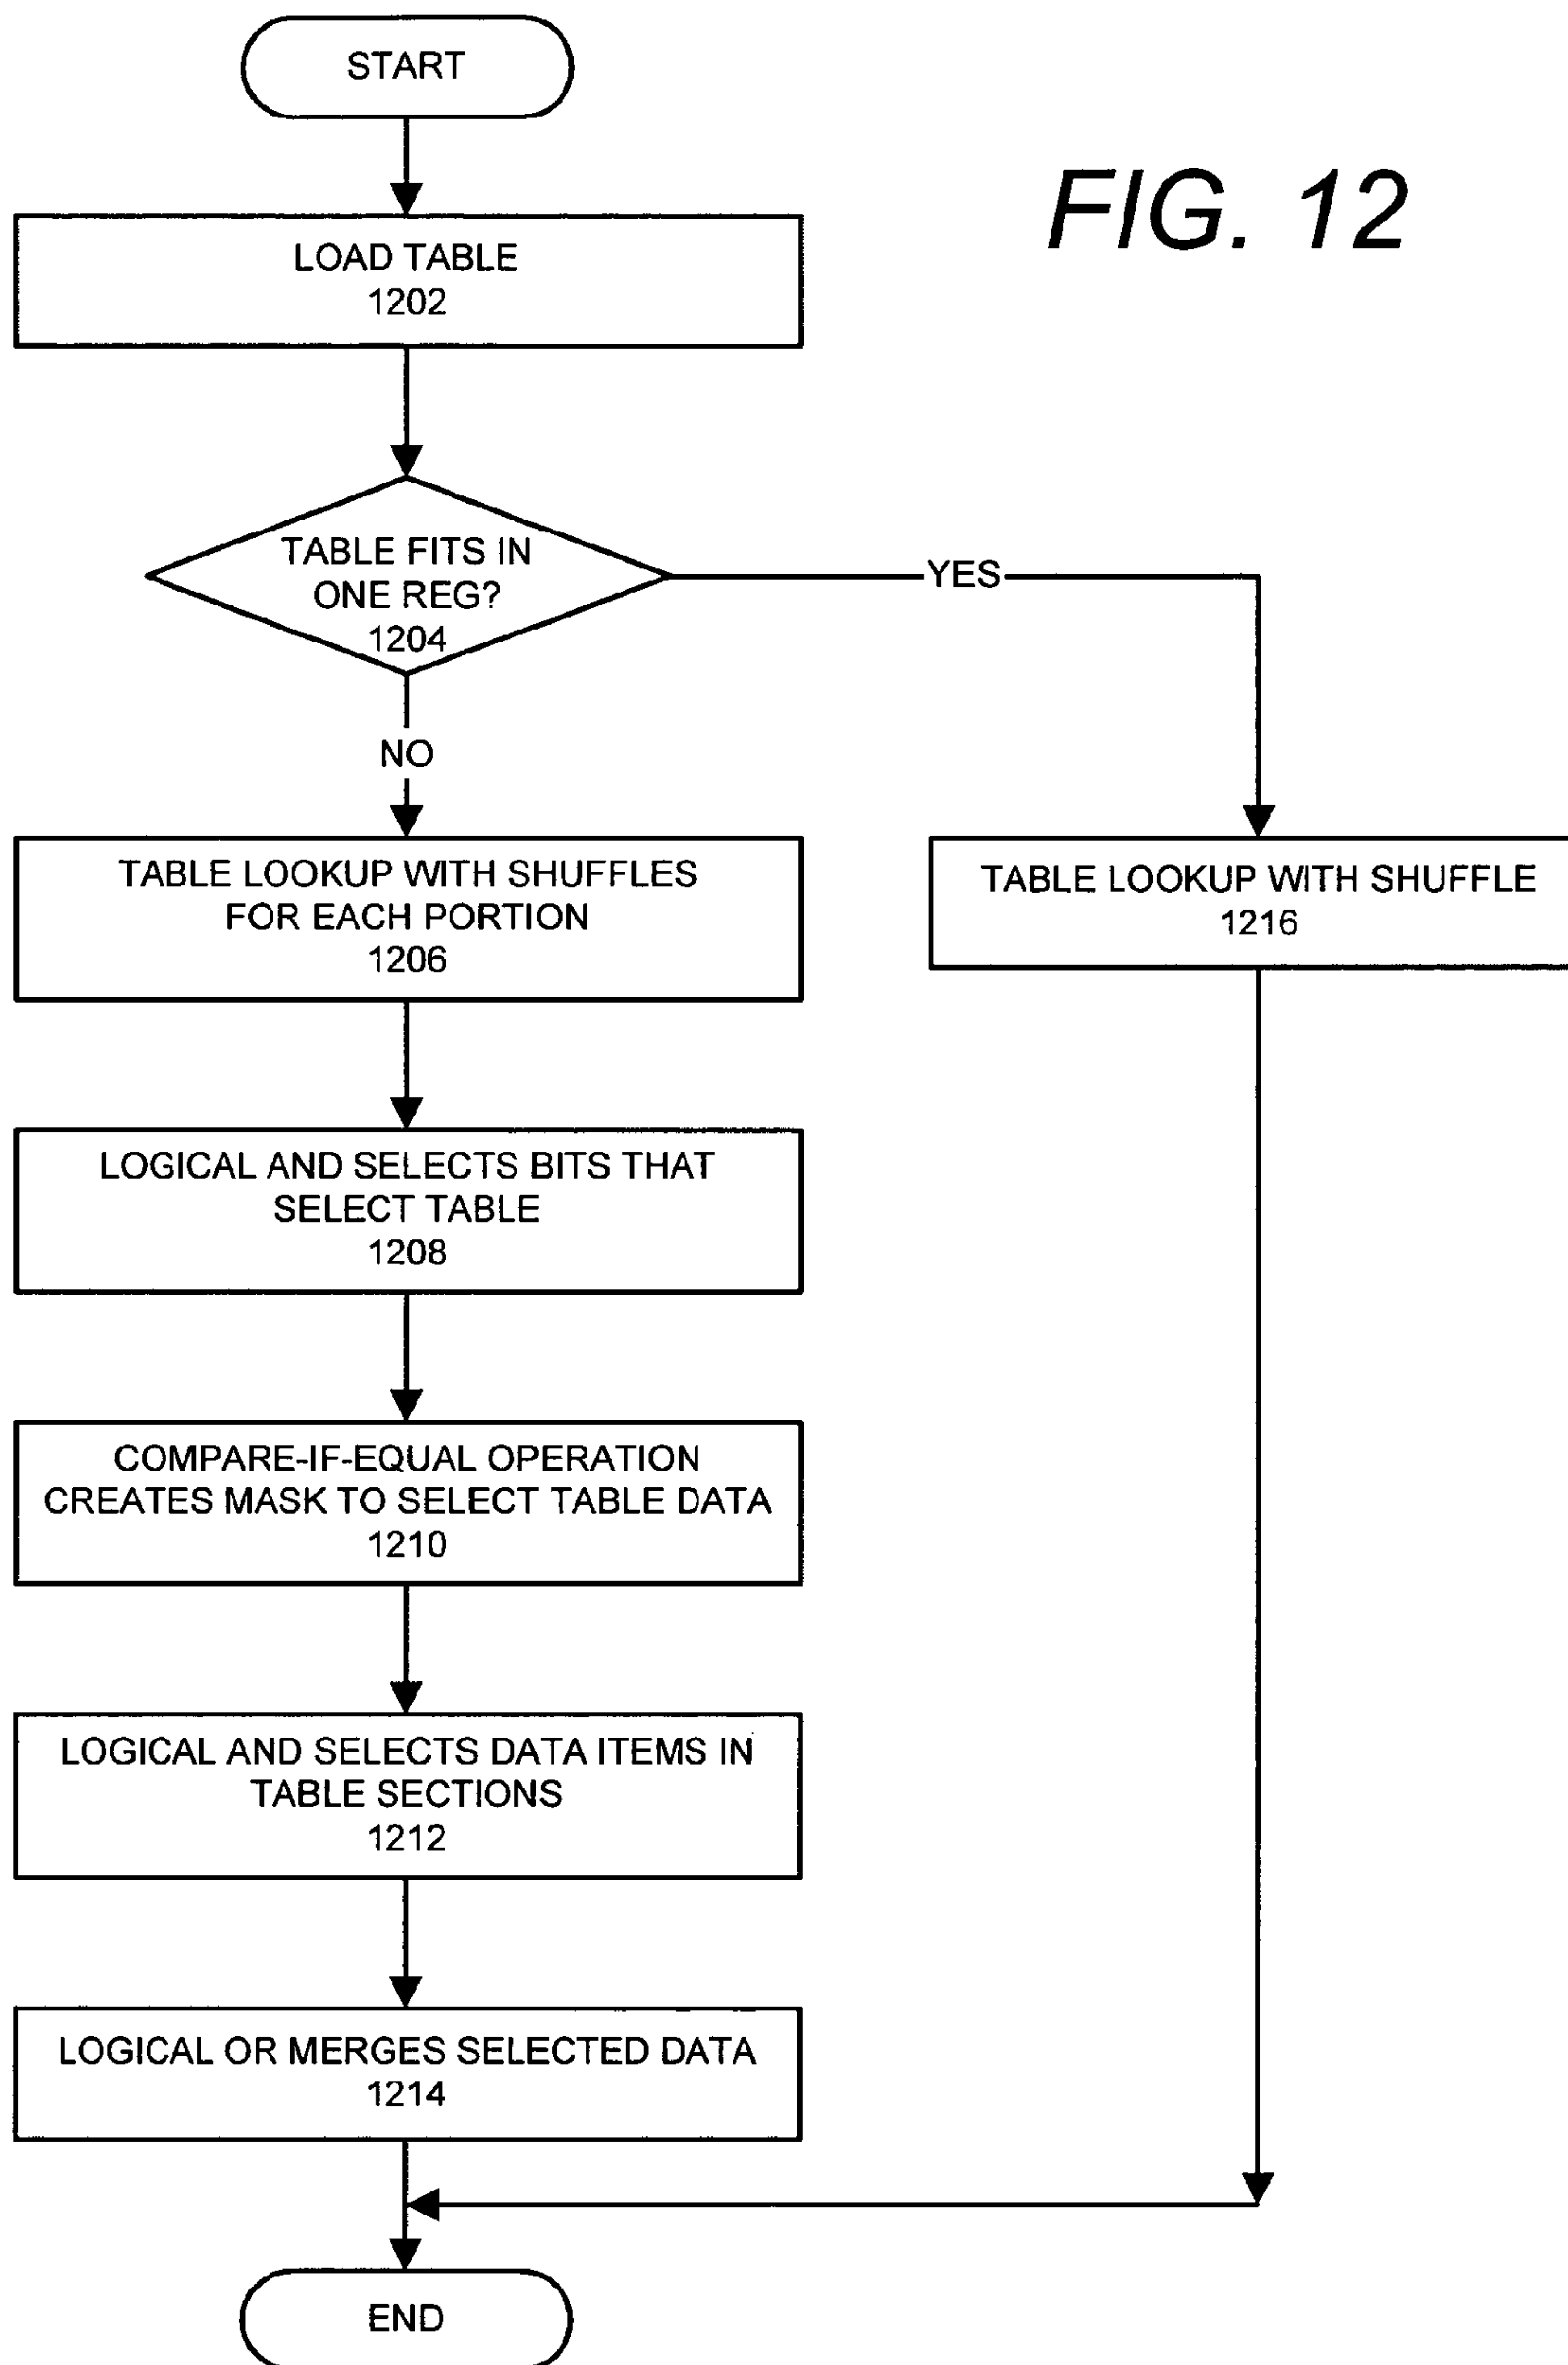 START
FIG. 12
LOAD TABLE
1202
TABLE FITS IN
ONE REG?
1204
YES
NO
TABLE LOOKUP WITH SHUFFLES
FOR EACH PORTION
1206
TABLE LOOKUP WITH SHUFFLE
1216
LOGICAL AND SELECTS BITS THAT
SELECT TABLE
1208
COMPARE-IF-EQUAL OPERATION
CREATES MASK TO SELECT TABLE DATA
1210
LOGICAL AND SELECTS DATA ITEMS IN
TABLE SECTIONS
1212
LOGICAL OR MERGES SELECTED DATA
1214
END